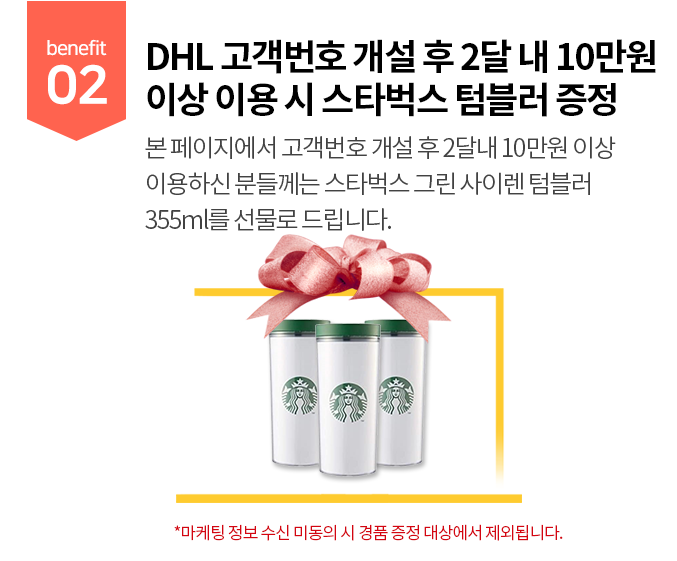 benefit
02
DHL 고객번호 개설 후 2달 내 10만원
이상 이용 시 스타벅스 텀블러 증정
본 페이지에서 고객번호 개설 후 2달내 10만원 이상
이용하신 분들께는 스타벅스 그린 사이렌 텀블러
355ml를 선물로 드립니다.
*마케팅 정보 수신 미동의 시 경품 증정 대상에서 제외됩니다.